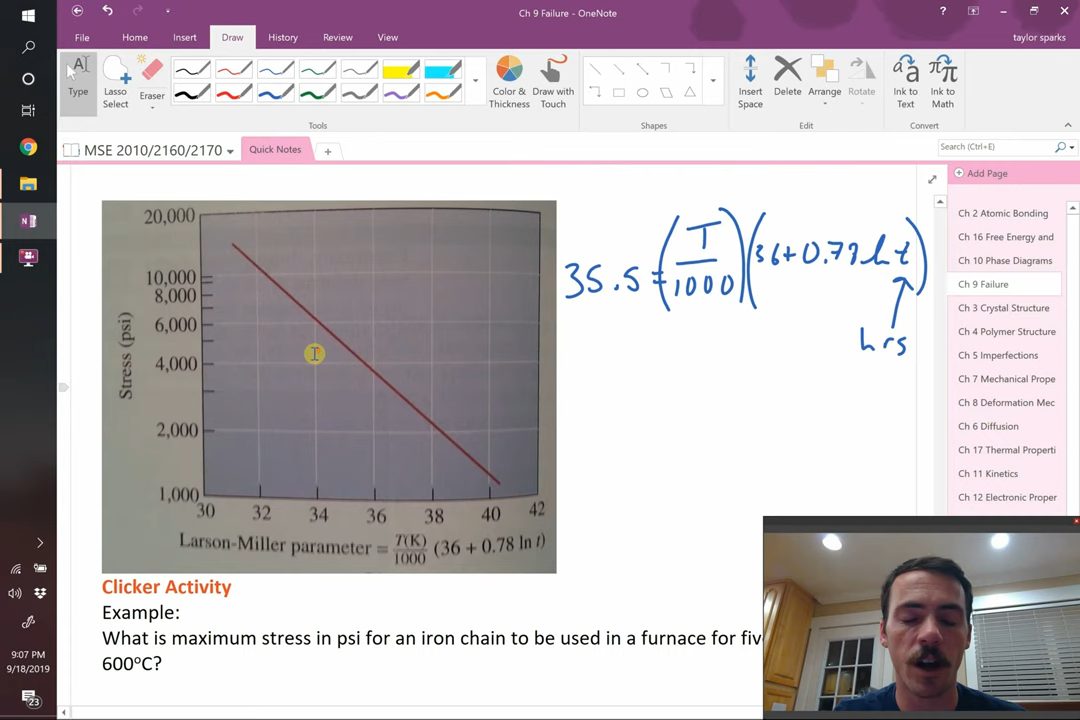 Ch 9 Failure - OneNote
taylor sparks
File Home Insert Draw History Review View
Type
Lasso Select
Eraser
Color & Thickness
Draw with Touch
Insert Space
Delete
Arrange
Rotate
Ink to Text
Ink to Math
Tools
Shapes
Edit
Convert
MSE 2010/2160/2170
Quick Notes
Search (Ctrl+E)
Add Page
Ch 2 Atomic Bonding
Ch 16 Free Energy and
Ch 10 Phase Diagrams
Ch 9 Failure
Ch 3 Crystal Structure
Ch 4 Polymer Structure
Ch 5 Imperfections
Ch 7 Mechanical Prope
Ch 8 Deformation Mec
Ch 6 Diffusion
Ch 17 Thermal Properti
Ch 11 Kinetics
Ch 12 Electronic Proper
Stress (psi)
20,000
10,000
8,000
6,000
4,000
2,000
1,000
30 32 34 36 38 40 42
Larson-Miller parameter = T(K)/1000 (36 + 0.78 ln t)
35.5 = (T/1000)(36+0.78 ln t)
hrs
Clicker Activity
Example:
What is maximum stress in psi for an iron chain to be used in a furnace for fiv
600°C?
9:07 PM
9/18/2019
23